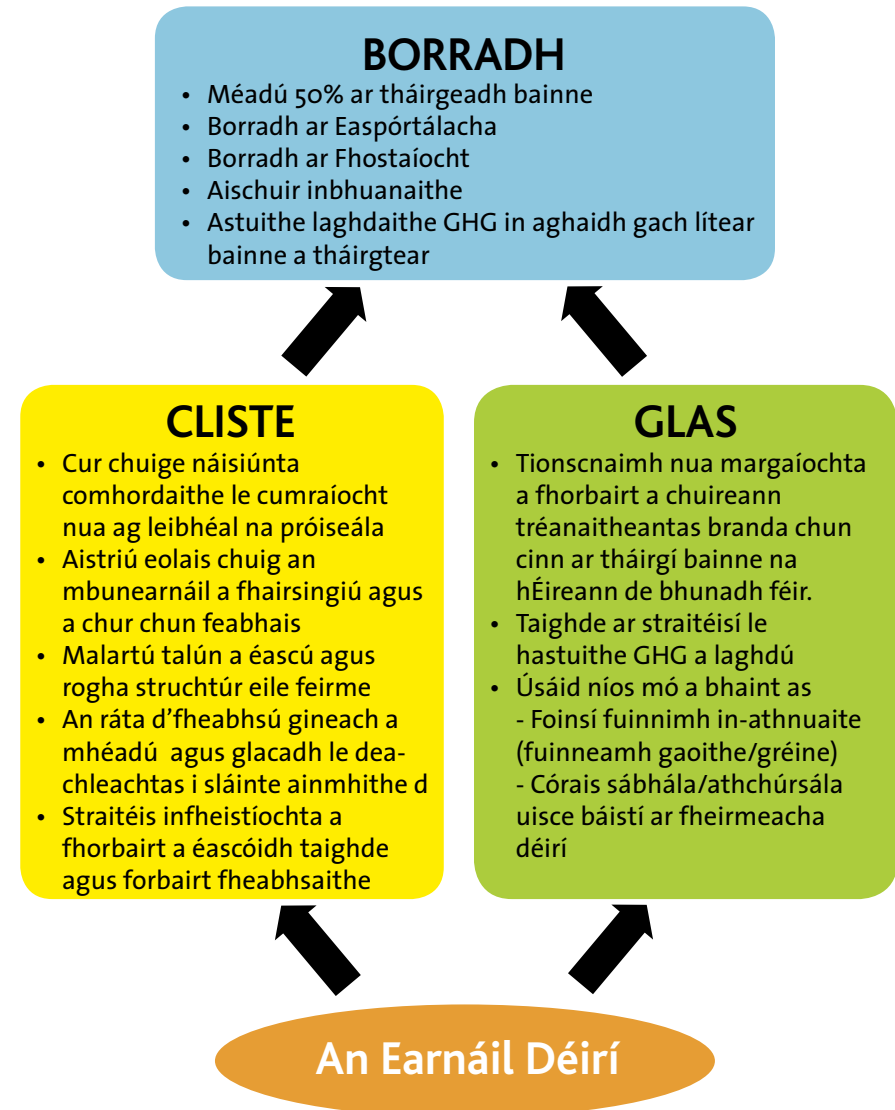 BORRADH
• Méadú 50% ar tháirgeadh bainne
• Borradh ar Easpórtálacha
• Borradh ar Fhostaíocht
• Aischuir inbhuanaithe
• Astuithe laghdaithe GHG in aghaidh gach lítear
bainne a tháirgtear
CLISTE
• Cur chuige náisiúnta
comhordaithe le cumraíocht
nua ag leibhéal na próiseála
• Aistriú eolais chuig an
mbunearnáil a fhairsingiú agus
a chur chun feabhais
• Malartú talún a éascú agus
rogha struchtúr eile feirme
• An ráta d'fheabhsú gineach a
mhéadú agus glacadh le dea-
chleachtas i sláinte ainmhithe d
• Straitéis infheistíochta a
fhorbairt a éascóidh taighde
agus forbairt fheabhsaithe
GLAS
• Tionscnaimh nua margaíochta
a fhorbairt a chuireann
tréanaitheantas branda chun
cinn ar tháirgí bainne na
hÉireann de bhunadh féir.
• Taighde ar straitéisí le
hastuithe GHG a laghdú
• Úsáid níos mó a bhaint as
- Foinsí fuinnimh in-athnuaite
(fuinneamh gaoithe/gréine)
- Córais sábhála/athchúrsála
uisce báistí ar fheirmeacha
déirí
An Earnáil Déirí